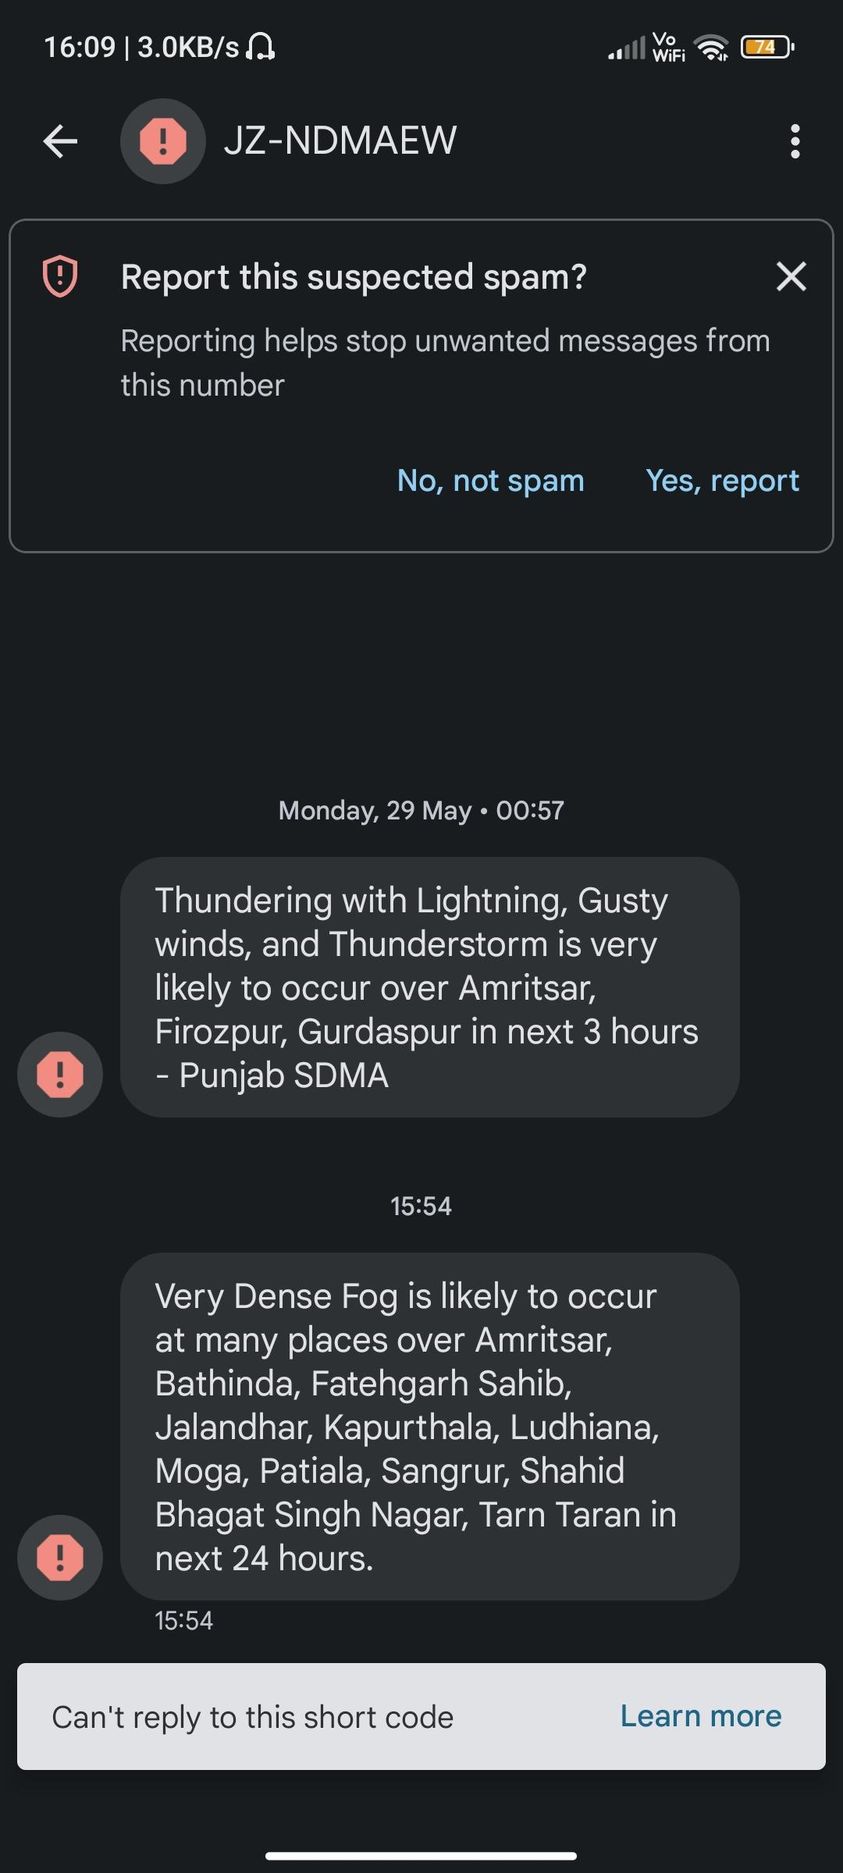 16:09 | 3.0KB/s
Vo
WiFi
74
JZ-NDMAEW
Report this suspected spam?
Reporting helps stop unwanted messages from
this number
No, not spam Yes, report
Monday, 29 May • 00:57
Thundering with Lightning, Gusty
winds, and Thunderstorm is very
likely to occur over Amritsar,
Firozpur, Gurdaspur in next 3 hours
- Punjab SDMA
15:54
Very Dense Fog is likely to occur
at many places over Amritsar,
Bathinda, Fatehgarh Sahib,
Jalandhar, Kapurthala, Ludhiana,
Moga, Patiala, Sangrur, Shahid
Bhagat Singh Nagar, Tarn Taran in
next 24 hours.
15:54
Can't reply to this short code Learn more